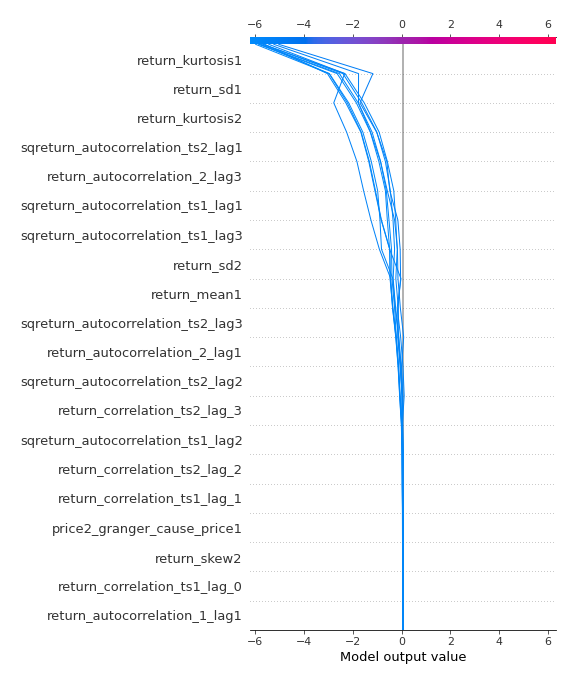 −6 −4 −2 0 2 4 6
return_kurtosis1
return_sd1
return_kurtosis2
sqreturn_autocorrelation_ts2_lag1
return_autocorrelation_2_lag3
sqreturn_autocorrelation_ts1_lag1
sqreturn_autocorrelation_ts1_lag3
return_sd2
return_mean1
sqreturn_autocorrelation_ts2_lag3
return_autocorrelation_2_lag1
sqreturn_autocorrelation_ts2_lag2
return_correlation_ts2_lag_3
sqreturn_autocorrelation_ts1_lag2
return_correlation_ts2_lag_2
return_correlation_ts1_lag_1
price2_granger_cause_price1
return_skew2
return_correlation_ts1_lag_0
return_autocorrelation_1_lag1
−6 −4 −2 0 2 4 6
Model output value